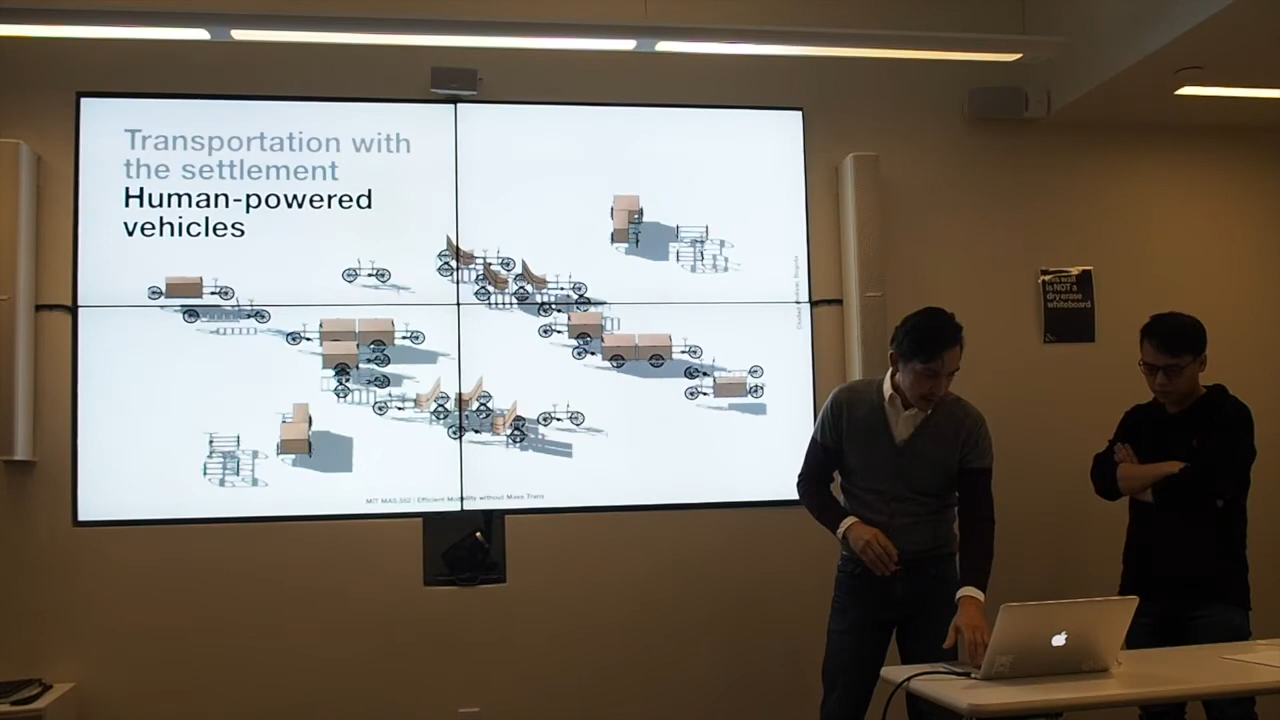 Transportation with
the settlement
Human-powered
vehicles
MIT MAS.552 | Efficient Mobility without Mass Trans
this wall
is NOT a
dry erase
whiteboard